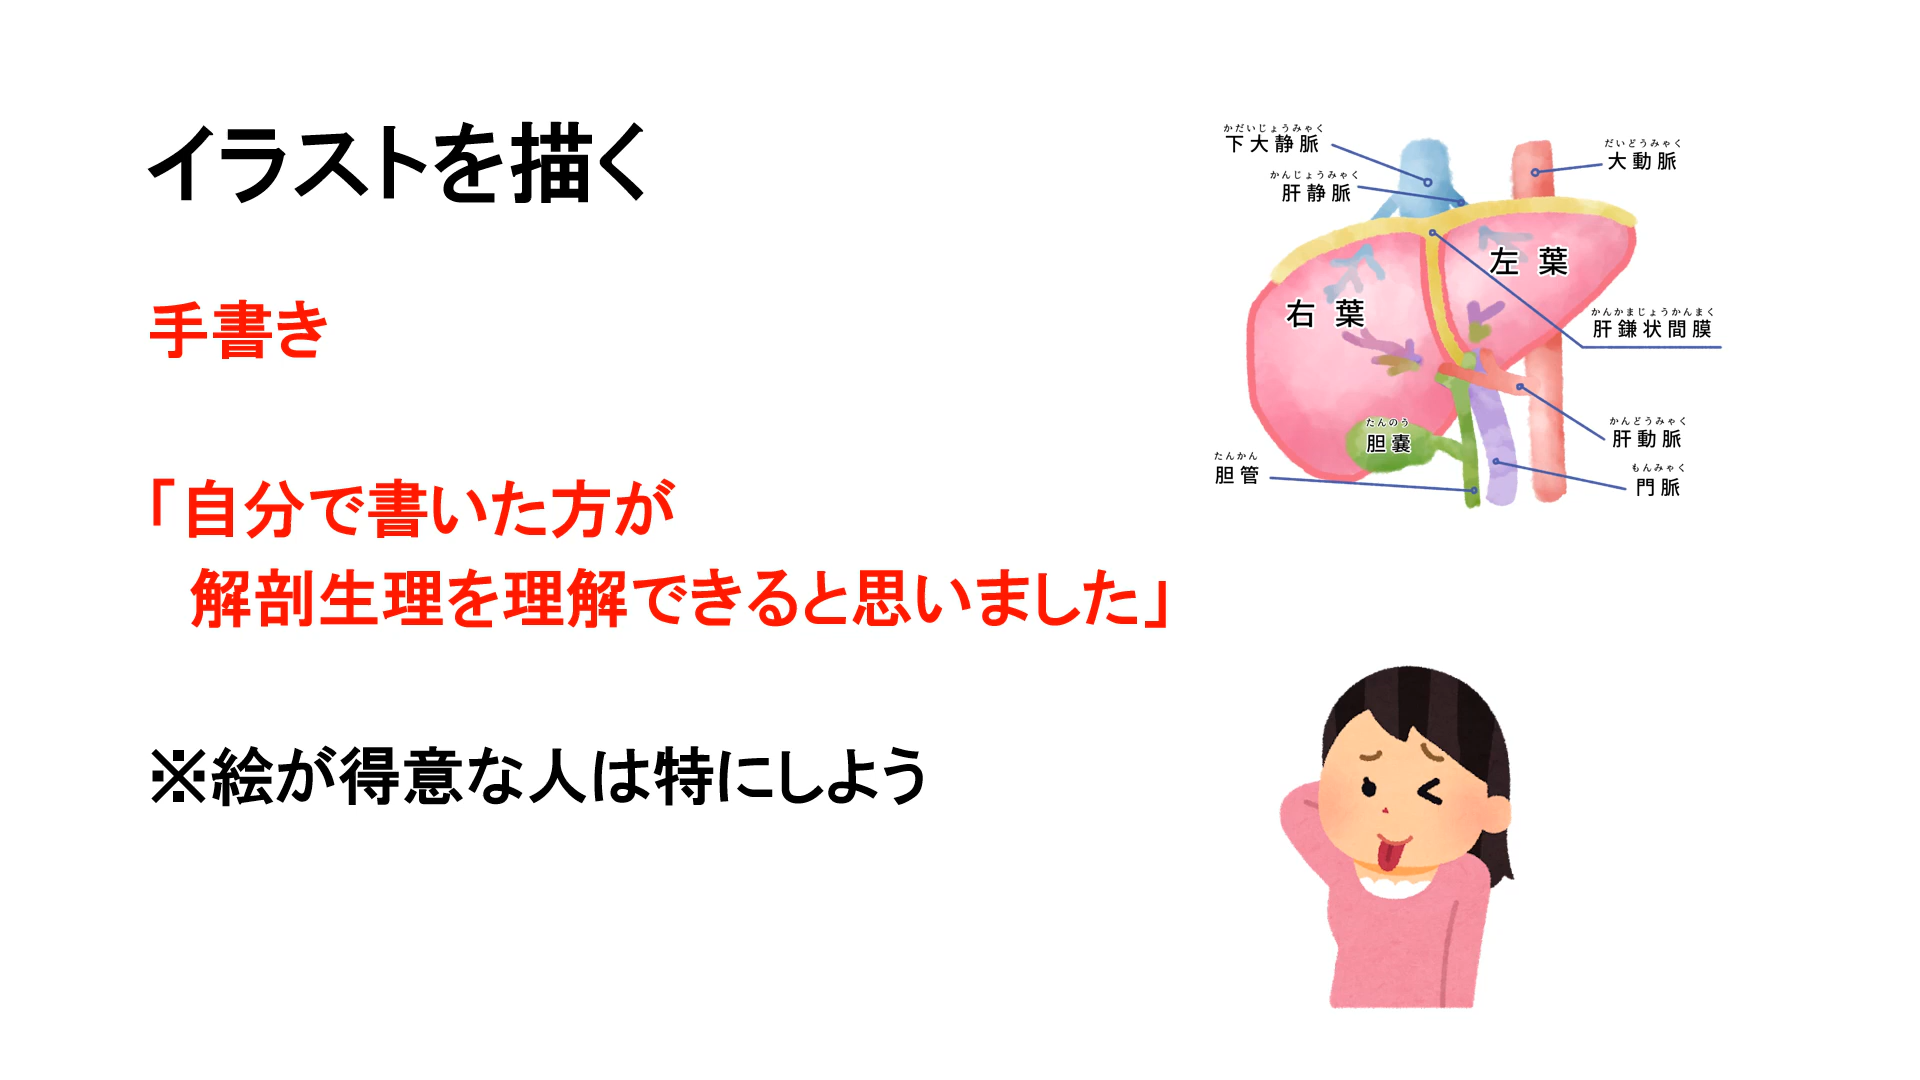 イラストを描く
手書き
「自分で書いた方が
解剖生理を理解できると思いました」
※絵が得意な人は特にしよう
かだいじょうみゃく
下大静脈
かんじょうみゃく
肝静脈
だいどうみゃく
大動脈
左葉
右葉
かんかまじょうかんまく
肝鎌状間膜
たんのう
胆嚢
かんどうみゃく
肝動脈
たんかん
胆管
もんみゃく
門脈